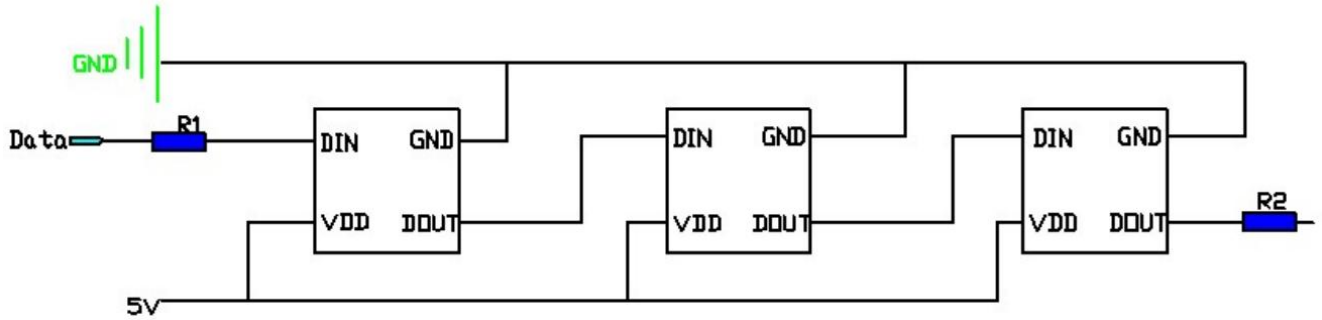 GND
Data R1
DIN GND
VDD DOUT
DIN GND
VDD DOUT
DIN GND
VDD DOUT
R2
5V